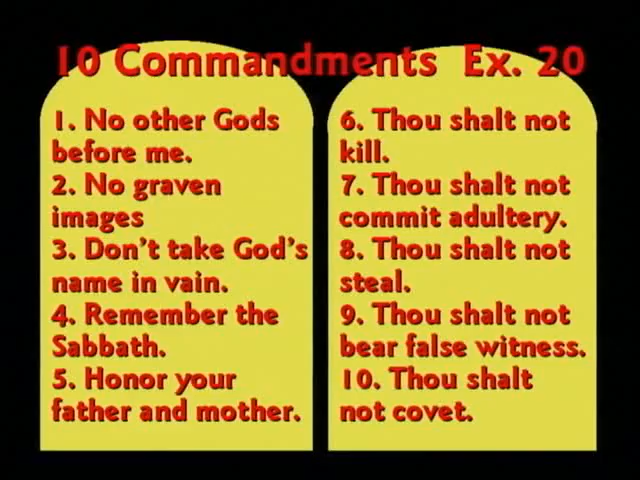 10 Commandments Ex. 20
1. No other Gods
before me.
2. No graven
images
3. Don't take God's
name in vain.
4. Remember the
Sabbath.
5. Honor your
father and mother.
6. Thou shalt not
kill.
7. Thou shalt not
commit adultery.
8. Thou shalt not
steal.
9. Thou shalt not
bear false witness.
10. Thou shalt
not covet.